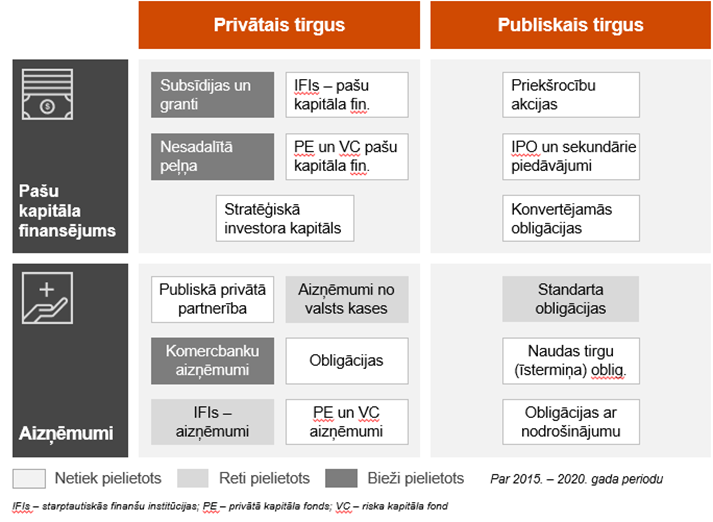 Privātais tirgus
Publiskais tirgus
Pašu
kapitāla
finansējums
Subsīdijas un
granti
IFIs – pašu
kapitāla fin.
Nesadalītā
peļņa
PE un VC pašu
kapitāla fin.
Stratēģiskā
investora kapitāls
Priekšrocību
akcijas
IPO un sekundārie
piedāvājumi
Konvertējamās
obligācijas
Aizņēmumi
Publiskā privātā
partnerība
Aizņēmumi no
valsts kases
Komercbanku
aizņēmumi
Obligācijas
IFIs –
aizņēmumi
PE un VC
aizņēmumi
Standarta
obligācijas
Naudas tirgu
(īstermiņa) oblig.
Obligācijas ar
nodrošinājumu
Netiek pielietots
Reti pielietots
Bieži pielietots
Par 2015. – 2020. gada periodu
IFIs – starptautiskās finanšu institūcijas; PE – privātā kapitāla fonds; VC – riska kapitāla fond